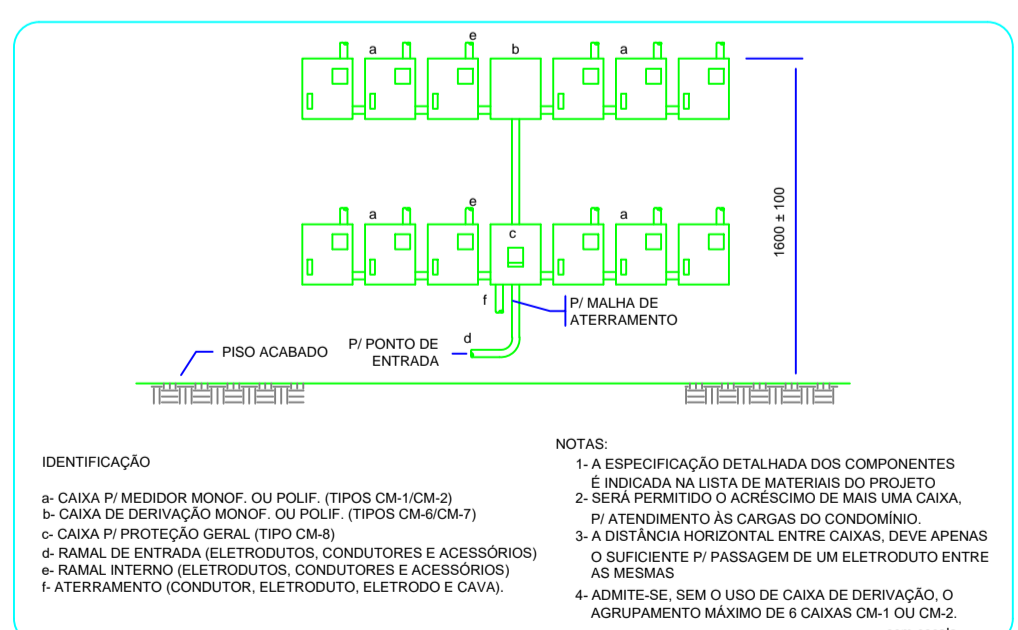 e
a
b
a
e
a
c
a
1600 ± 100
f
P/ MALHA DE
ATERRAMENTO
d
P/ PONTO DE
ENTRADA
PISO ACABADO
IDENTIFICAÇÃO
a- CAIXA P/ MEDIDOR MONOF. OU POLIF. (TIPOS CM-1/CM-2)
b- CAIXA DE DERIVAÇÃO MONOF. OU POLIF. (TIPOS CM-6/CM-7)
c- CAIXA P/ PROTEÇÃO GERAL (TIPO CM-8)
d- RAMAL DE ENTRADA (ELETRODUTOS, CONDUTORES E ACESSÓRIOS)
e- RAMAL INTERNO (ELETRODUTOS, CONDUTORES E ACESSÓRIOS)
f- ATERRAMENTO (CONDUTOR, ELETRODUTO, ELETRODO E CAVA).
NOTAS:
1- A ESPECIFICAÇÃO DETALHADA DOS COMPONENTES
É INDICADA NA LISTA DE MATERIAIS DO PROJETO
2- SERÁ PERMITIDO O ACRÉSCIMO DE MAIS UMA CAIXA,
P/ ATENDIMENTO ÀS CARGAS DO CONDOMÍNIO.
3- A DISTÂNCIA HORIZONTAL ENTRE CAIXAS, DEVE APENAS
O SUFICIENTE P/ PASSAGEM DE UM ELETRODUTO ENTRE
AS MESMAS
4- ADMITE-SE, SEM O USO DE CAIXA DE DERIVAÇÃO, O
AGRUPAMENTO MÁXIMO DE 6 CAIXAS CM-1 OU CM-2.